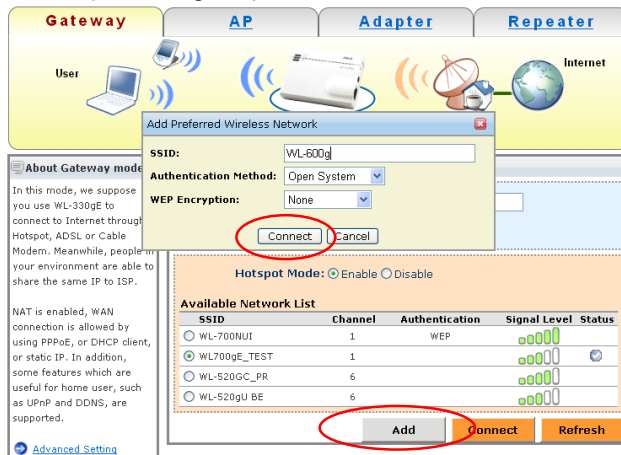 Gateway
AP
Adapter
Repeater
User
Internet
Add Preferred Wireless Network
SSID:
WL-600g
Authentication Method:
Open System
WEP Encryption:
None
Connect
Cancel
About Gateway mode
In this mode, we suppose
you use WL-330gE to
connect to Internet through
Hotspot, ADSL or Cable
Modem. Meanwhile, people in
your environment are able to
share the same IP to ISP.
NAT is enabled, WAN
connection is allowed by
using PPPoE, or DHCP client,
or static IP. In addition,
some features which are
useful for home user, such
as UPnP and DDNS, are
supported.
Advanced Setting
Hotspot Mode: Enable Disable
Available Network List
SSID Channel Authentication Signal Level Status
WL-700NUI 1 WEP
WL700gE_TEST 1
WL-520GC_PR 6
WL-520gU BE 6
Add
Connect
Refresh